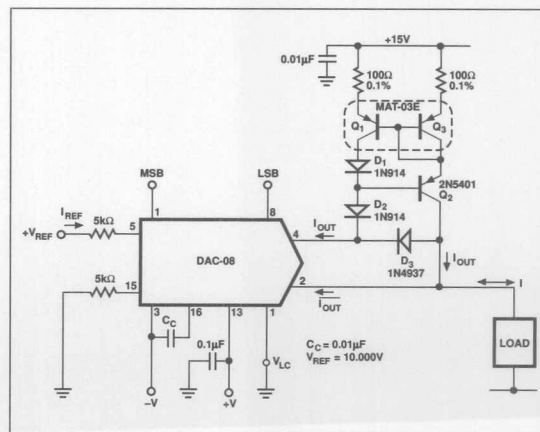 +15V
0.01µF
100Ω
0.1%
100Ω
0.1%
MAT-03E
Q1
Q3
D1
1N914
MSB
LSB
2N5401
Q2
D2
1N914
IREF
+VREF
5kΩ
5
1
8
4
IOUT
D3
1N4937
IOUT
DAC-08
5kΩ
15
2
IOUT
I
3
16
13
1
CC
0.1µF
VLC
CC = 0.01µF
VREF = 10.000V
LOAD
–V
+V